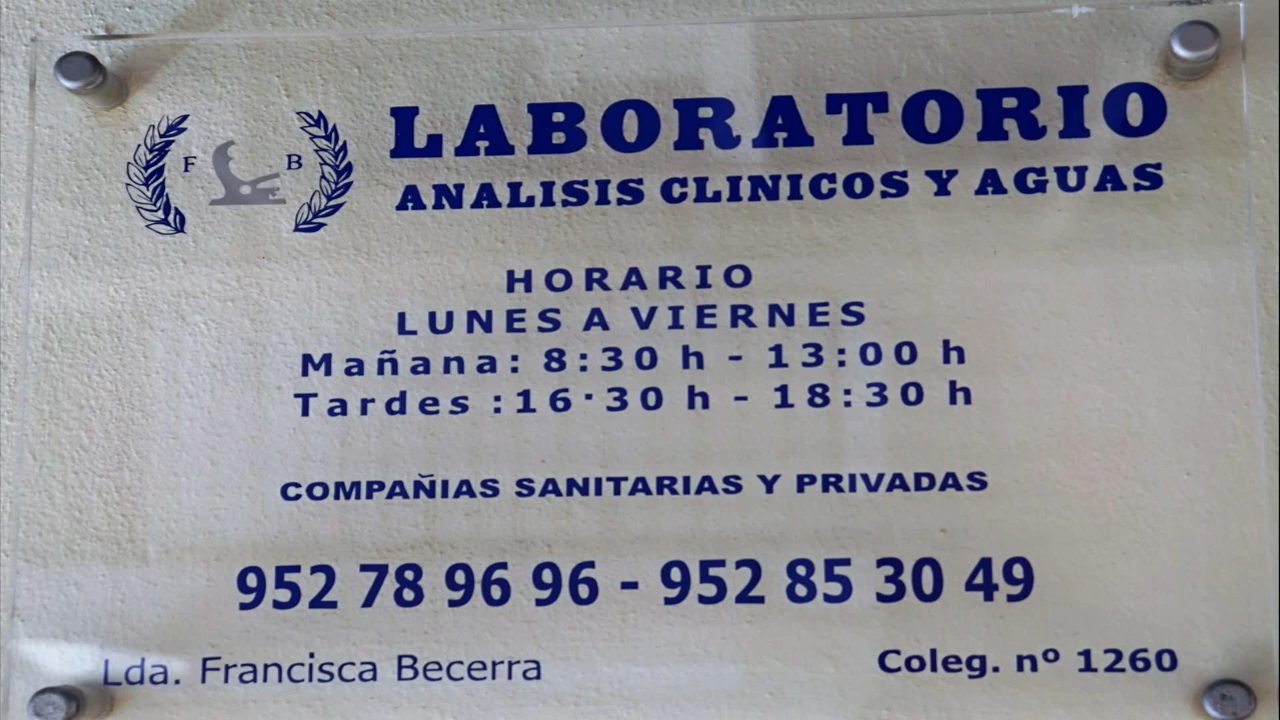 F B
LABORATORIO
ANALISIS CLINICOS Y AGUAS
HORARIO
LUNES A VIERNES
Mañana: 8:30 h - 13:00 h
Tardes :16·30 h - 18:30 h
COMPAÑIAS SANITARIAS Y PRIVADAS
952 78 96 96 - 952 85 30 49
Lda. Francisca Becerra
Coleg. nº 1260